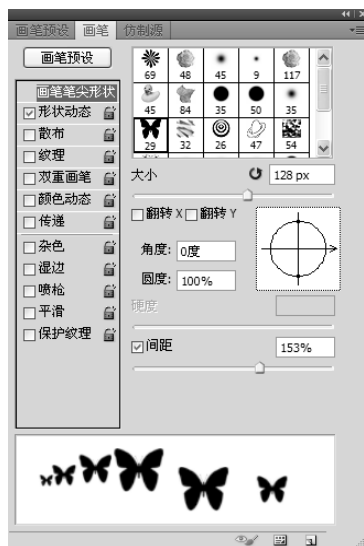 画笔预设 画笔 仿制源
画笔预设
画笔笔尖形状
形状动态
散布
纹理
双重画笔
颜色动态
传递
杂色
湿边
喷枪
平滑
保护纹理
69 48 45 9 117
45 84 35 50 35
29 32 26 47 54
大小 128 px
翻转 X 翻转 Y
角度: 0度
圆度: 100%
硬度
间距 153%